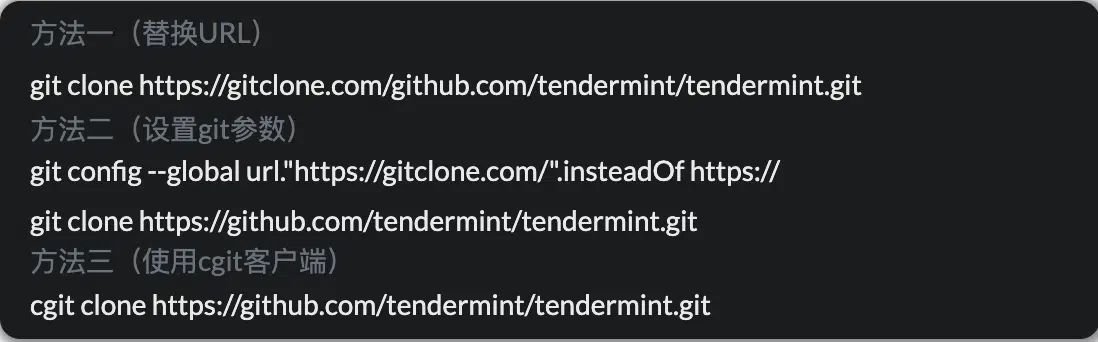 方法一（替换URL）
git clone https://gitclone.com/github.com/tendermint/tendermint.git
方法二（设置git参数）
git config --global url."https://gitclone.com/".insteadOf https://
git clone https://github.com/tendermint/tendermint.git
方法三（使用cgit客户端）
cgit clone https://github.com/tendermint/tendermint.git